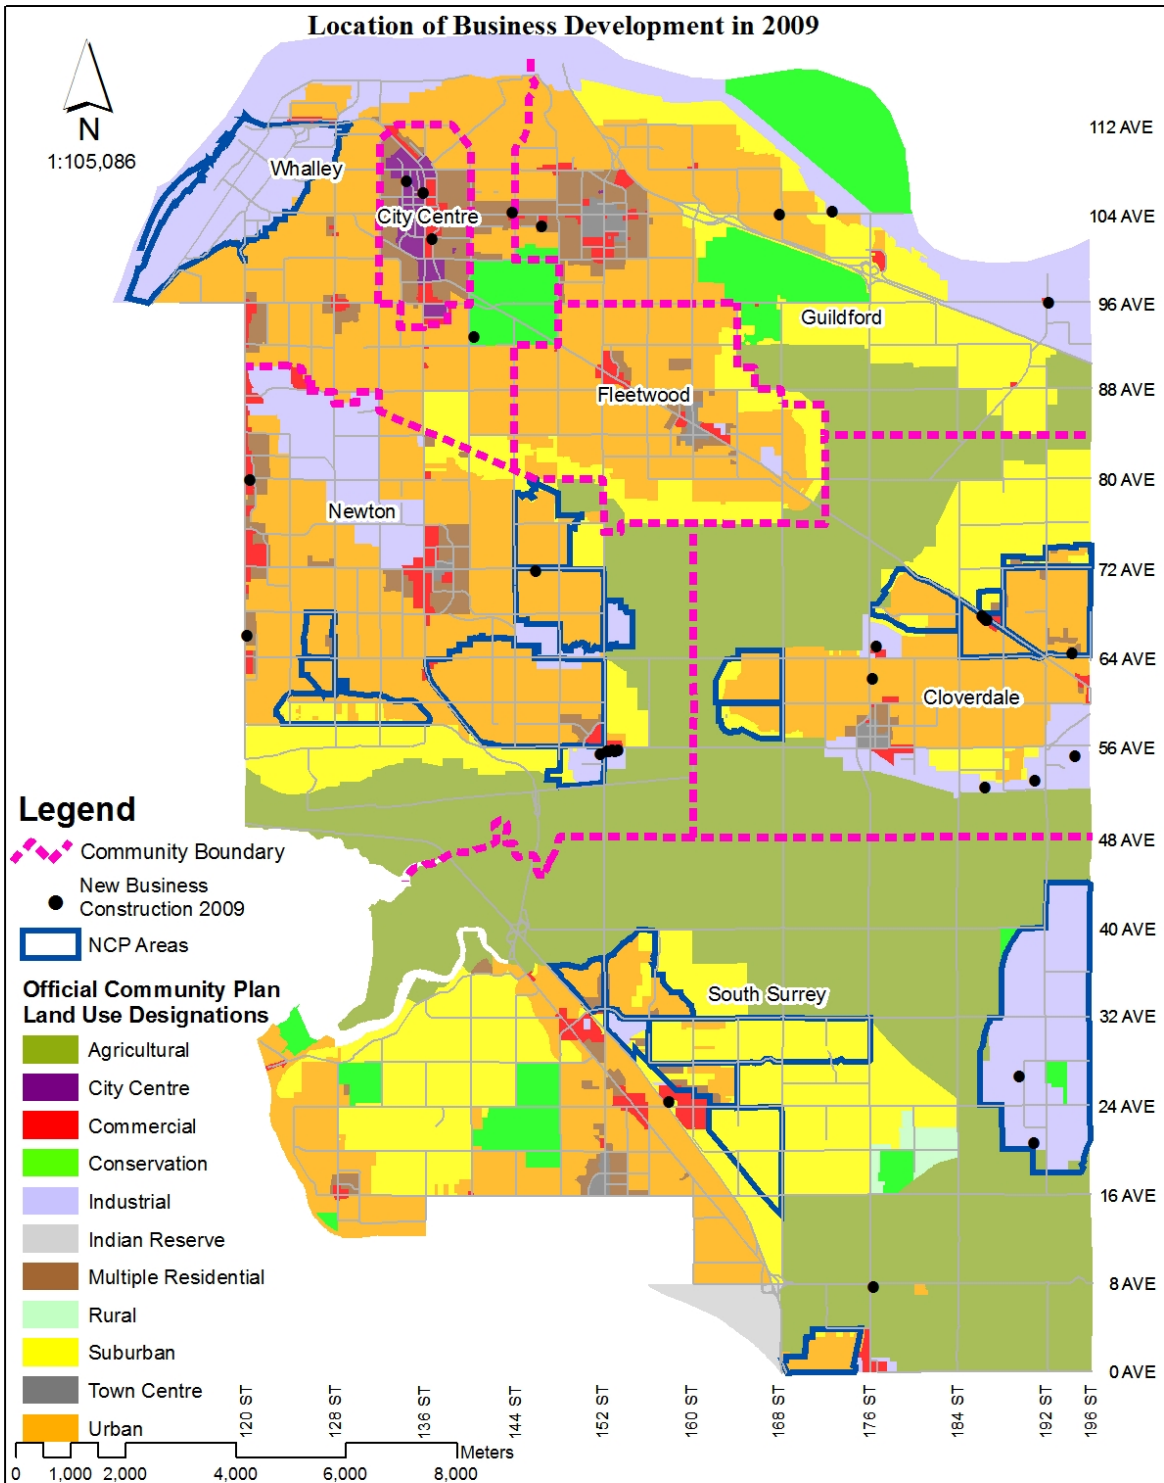 Location of Business Development in 2009
N
1:105,086
112 AVE
Whalley
City Centre
104 AVE
96 AVE
Guildford
88 AVE
Fleetwood
80 AVE
Newton
72 AVE
64 AVE
Cloverdale
56 AVE
48 AVE
40 AVE
South Surrey
32 AVE
24 AVE
16 AVE
8 AVE
0 AVE
Legend
Community Boundary
New Business
Construction 2009
NCP Areas
Official Community Plan
Land Use Designations
Agricultural
City Centre
Commercial
Conservation
Industrial
Indian Reserve
Multiple Residential
Rural
Suburban
Town Centre
Urban
120 ST
128 ST
136 ST
144 ST
152 ST
160 ST
168 ST
176 ST
184 ST
192 ST
196 ST
Meters
0 1,000 2,000 4,000 6,000 8,000